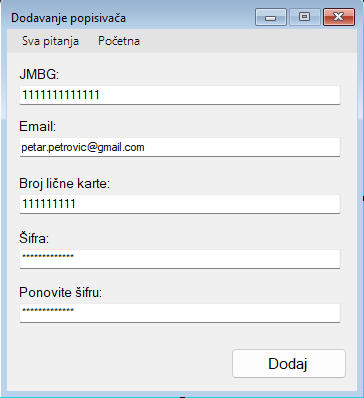 Dodavanje popisivača
Sva pitanja Početna
JMBG:
1111111111111
Email:
petar.petrovic@gmail.com
Broj lične karte:
111111111
Šifra:
*************
Ponovite šifru:
*************
Dodaj